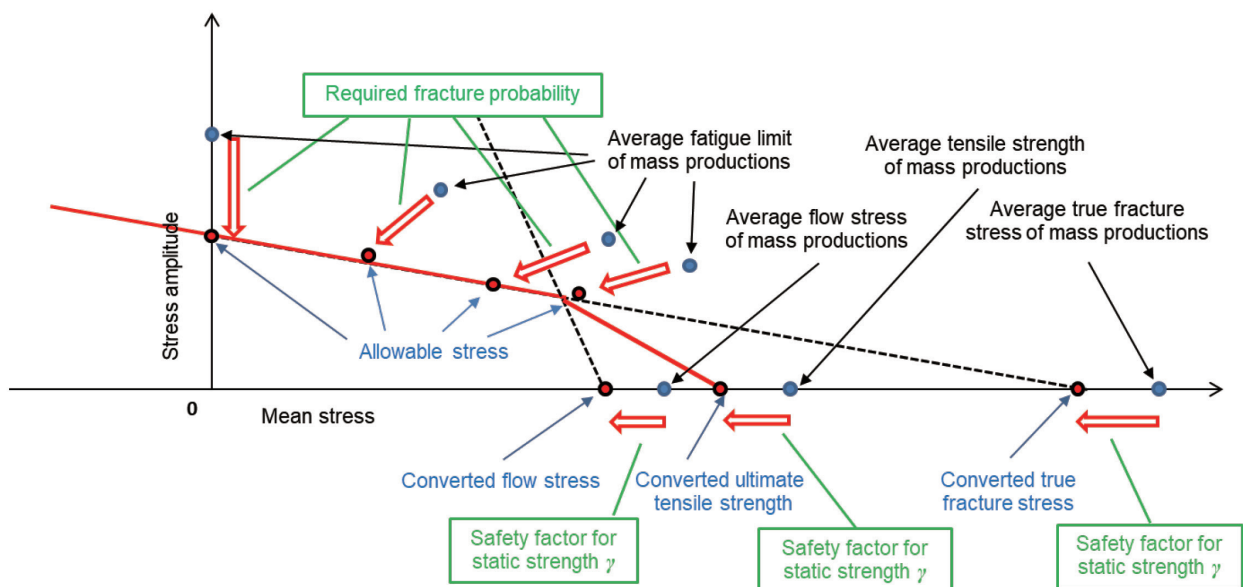 Required fracture probability
Average fatigue limit
of mass productions
Average tensile strength
of mass productions
Average flow stress
of mass productions
Average true fracture
stress of mass productions
Stress amplitude
Allowable stress
0
Mean stress
Converted flow stress
Converted ultimate
tensile strength
Converted true
fracture stress
Safety factor for
static strength γ
Safety factor for
static strength γ
Safety factor for
static strength γ